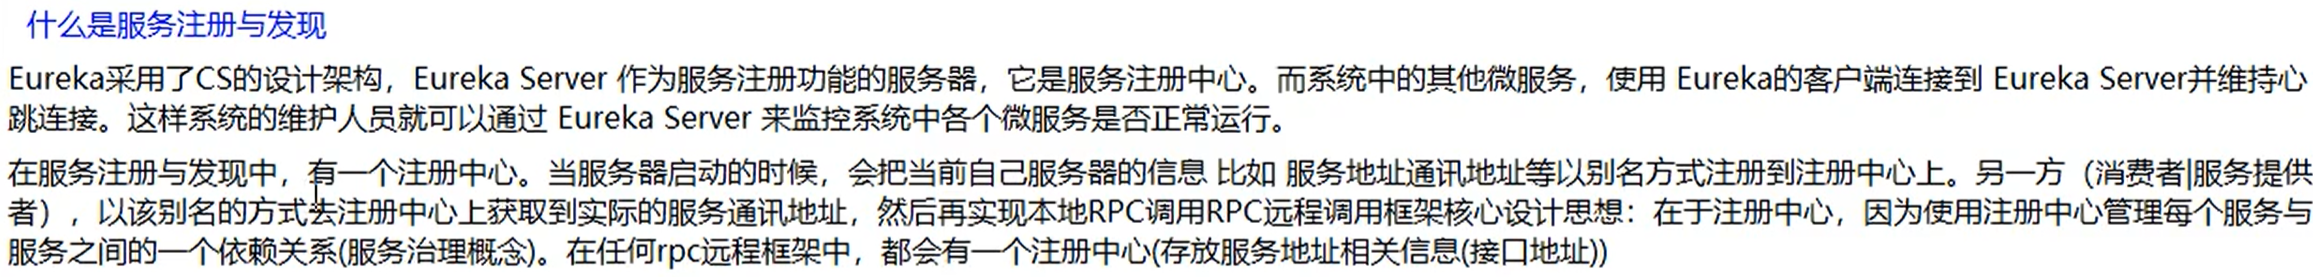 什么是服务注册与发现
Eureka采用了CS的设计架构，Eureka Server 作为服务注册功能的服务器，它是服务注册中心。而系统中的其他微服务，使用 Eureka的客户端连接到 Eureka Server并维持心
跳连接。这样系统的维护人员就可以通过 Eureka Server 来监控系统中各个微服务是否正常运行。
在服务注册与发现中，有一个注册中心。当服务器启动的时候，会把当前自己服务器的信息 比如 服务地址通讯地址等以别名方式注册到注册中心上。另一方（消费者|服务提供
者），以该别名的方式去注册中心上获取到实际的服务通讯地址，然后再实现本地RPC调用RPC远程调用框架核心设计思想：在于注册中心，因为使用注册中心管理每个服务与
服务之间的一个依赖关系(服务治理概念)。在任何rpc远程框架中，都会有一个注册中心(存放服务地址相关信息(接口地址))